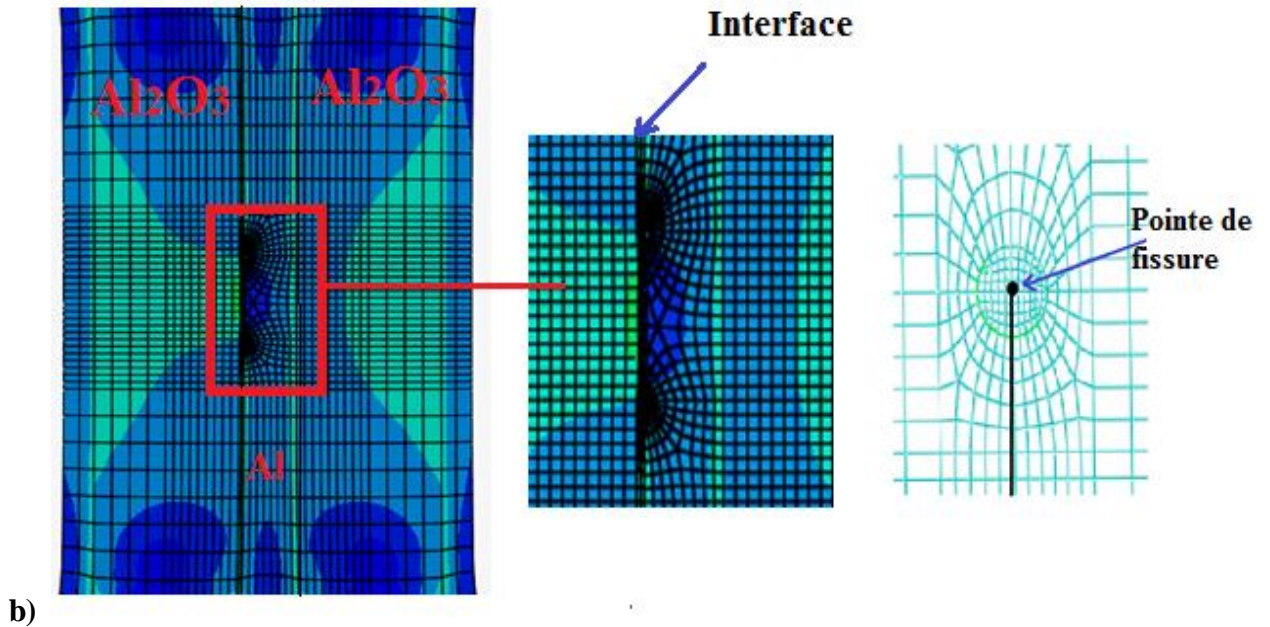 Interface
Al2O3
Al2O3
Pointe de
fissure
Al
b)